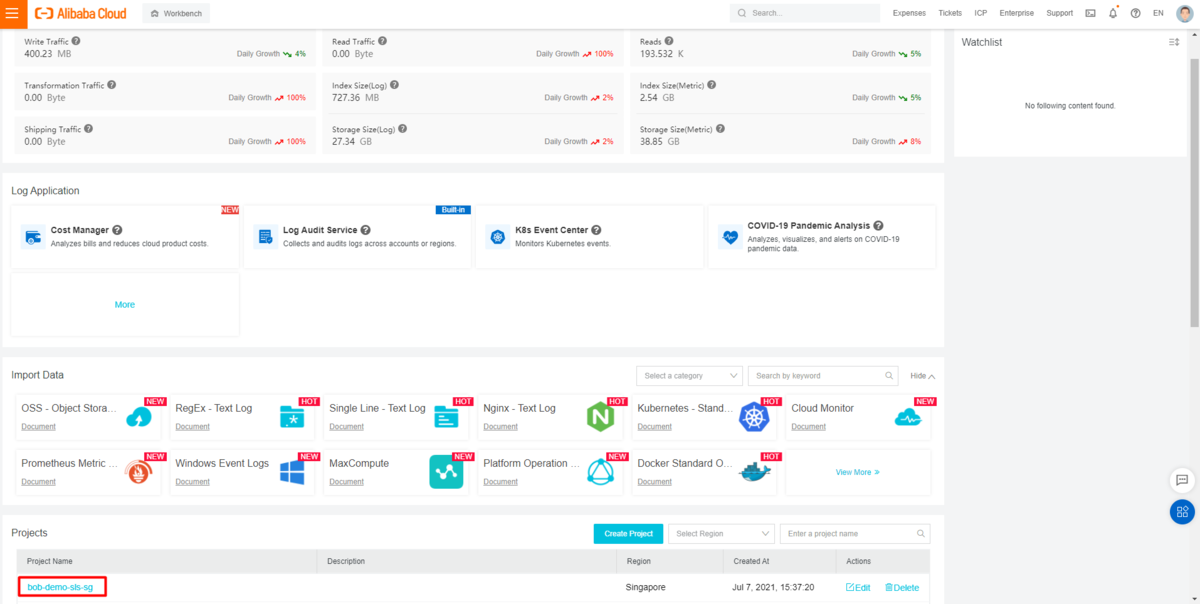 Alibaba Cloud
Workbench
Search...
Expenses Tickets ICP Enterprise Support EN
Write Traffic
400.23 MB
Daily Growth 4%
Read Traffic
0.00 Byte
Daily Growth 100%
Reads
193.532 K
Daily Growth 5%
Transformation Traffic
0.00 Byte
Daily Growth 100%
Index Size(Log)
727.36 MB
Daily Growth 2%
Index Size(Metric)
2.54 GB
Daily Growth 5%
Shipping Traffic
0.00 Byte
Daily Growth 100%
Storage Size(Log)
27.34 GB
Daily Growth 2%
Storage Size(Metric)
38.85 GB
Daily Growth 8%
Watchlist
No following content found.
Log Application
NEW
Cost Manager
Analyzes bills and reduces cloud product costs.
Built-in
Log Audit Service
Collects and audits logs across accounts or regions.
K8s Event Center
Monitors Kubernetes events.
COVID-19 Pandemic Analysis
Analyzes, visualizes, and alerts on COVID-19
pandemic data.
More
Import Data
Select a category
Search by keyword
Hide
OSS - Object Stora...
NEW
Document
RegEx - Text Log
HOT
Document
Single Line - Text Log
HOT
Document
Nginx - Text Log
HOT
N
Document
Kubernetes - Stand...
HOT
Document
Cloud Monitor
NEW
Document
Prometheus Metric ...
NEW
Document
Windows Event Logs
NEW
Document
MaxCompute
NEW
Document
Platform Operation ...
NEW
Document
Docker Standard O...
HOT
Document
View More >>
Projects
Create Project
Select Region
Enter a project name
Project Name Description Region Created At Actions
bob-demo-sls-sg Singapore Jul 7, 2021, 15:37:20 Edit Delete